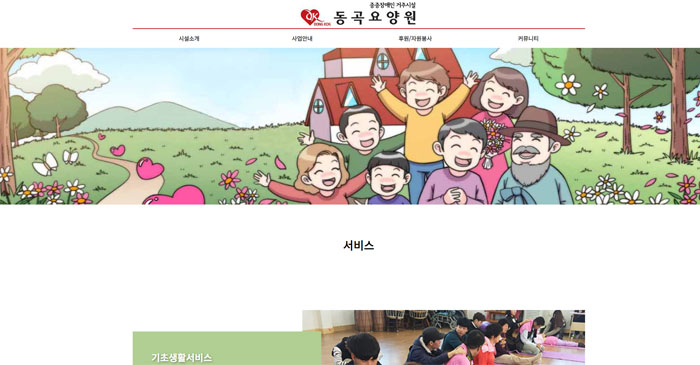 중증장애인 거주시설
동곡요양원
시설소개 사업안내 후원/자원봉사 커뮤니티
서비스
기초생활서비스